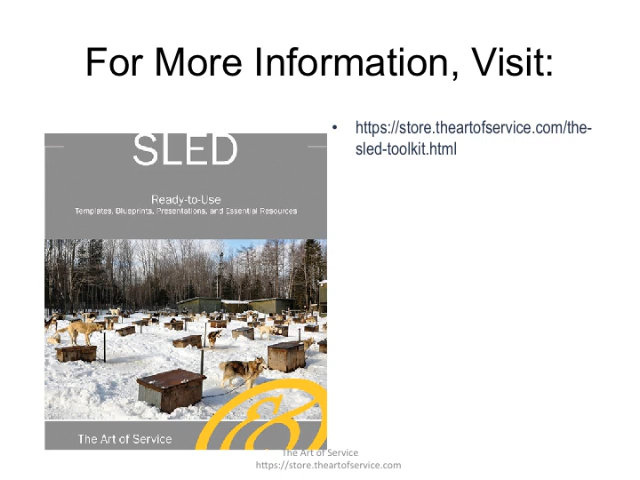 For More Information, Visit:
• https://store.theartofservice.com/the-
sled-toolkit.html
SLED
Ready-to-Use
Templates, Blueprints, Presentations, and Essential Resources
The Art of Service
The Art of Service
https://store.theartofservice.com